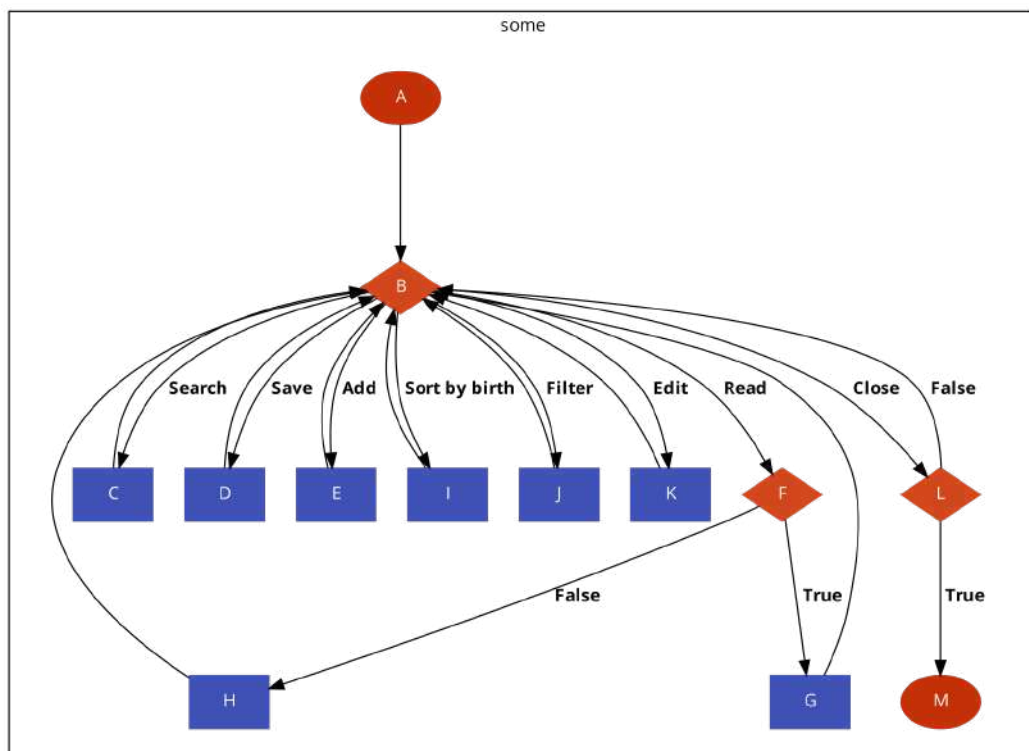 some
A
B
Search
Save
Add
Sort by birth
Filter
Edit
Read
Close
False
C
D
E
I
J
K
F
L
False
True
True
H
G
M